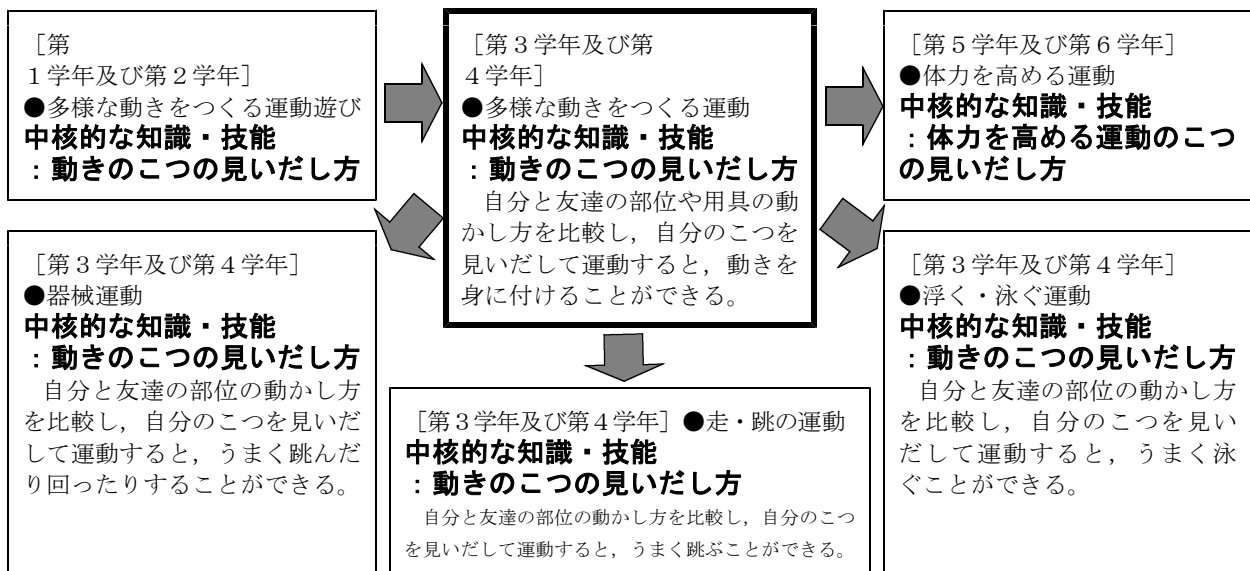 ［第
１学年及び第２学年］
●多様な動きをつくる運動遊び
中核的な知識・技能
：動きのこつの見いだし方
［第３学年及び第
４学年］
●多様な動きをつくる運動
中核的な知識・技能
：動きのこつの見いだし方
自分と友達の部位や用具の動
かし方を比較し，自分のこつを
見いだして運動すると，動きを
身に付けることができる。
［第５学年及び第６学年］
●体力を高める運動
中核的な知識・技能
：体力を高める運動のこつ
の見いだし方
［第３学年及び第４学年］
●器械運動
中核的な知識・技能
：動きのこつの見いだし方
自分と友達の部位の動かし方
を比較し，自分のこつを見いだ
して運動すると，うまく跳んだ
り回ったりすることができる。
［第３学年及び第４学年］●走・跳の運動
中核的な知識・技能
：動きのこつの見いだし方
自分と友達の部位の動かし方を比較し，自分のこつ
を見いだして運動すると，うまく跳ぶことができる。
［第３学年及び第４学年］
●浮く・泳ぐ運動
中核的な知識・技能
：動きのこつの見いだし方
自分と友達の部位の動かし方
を比較し，自分のこつを見い
だして運動すると，うまく泳
ぐことができる。